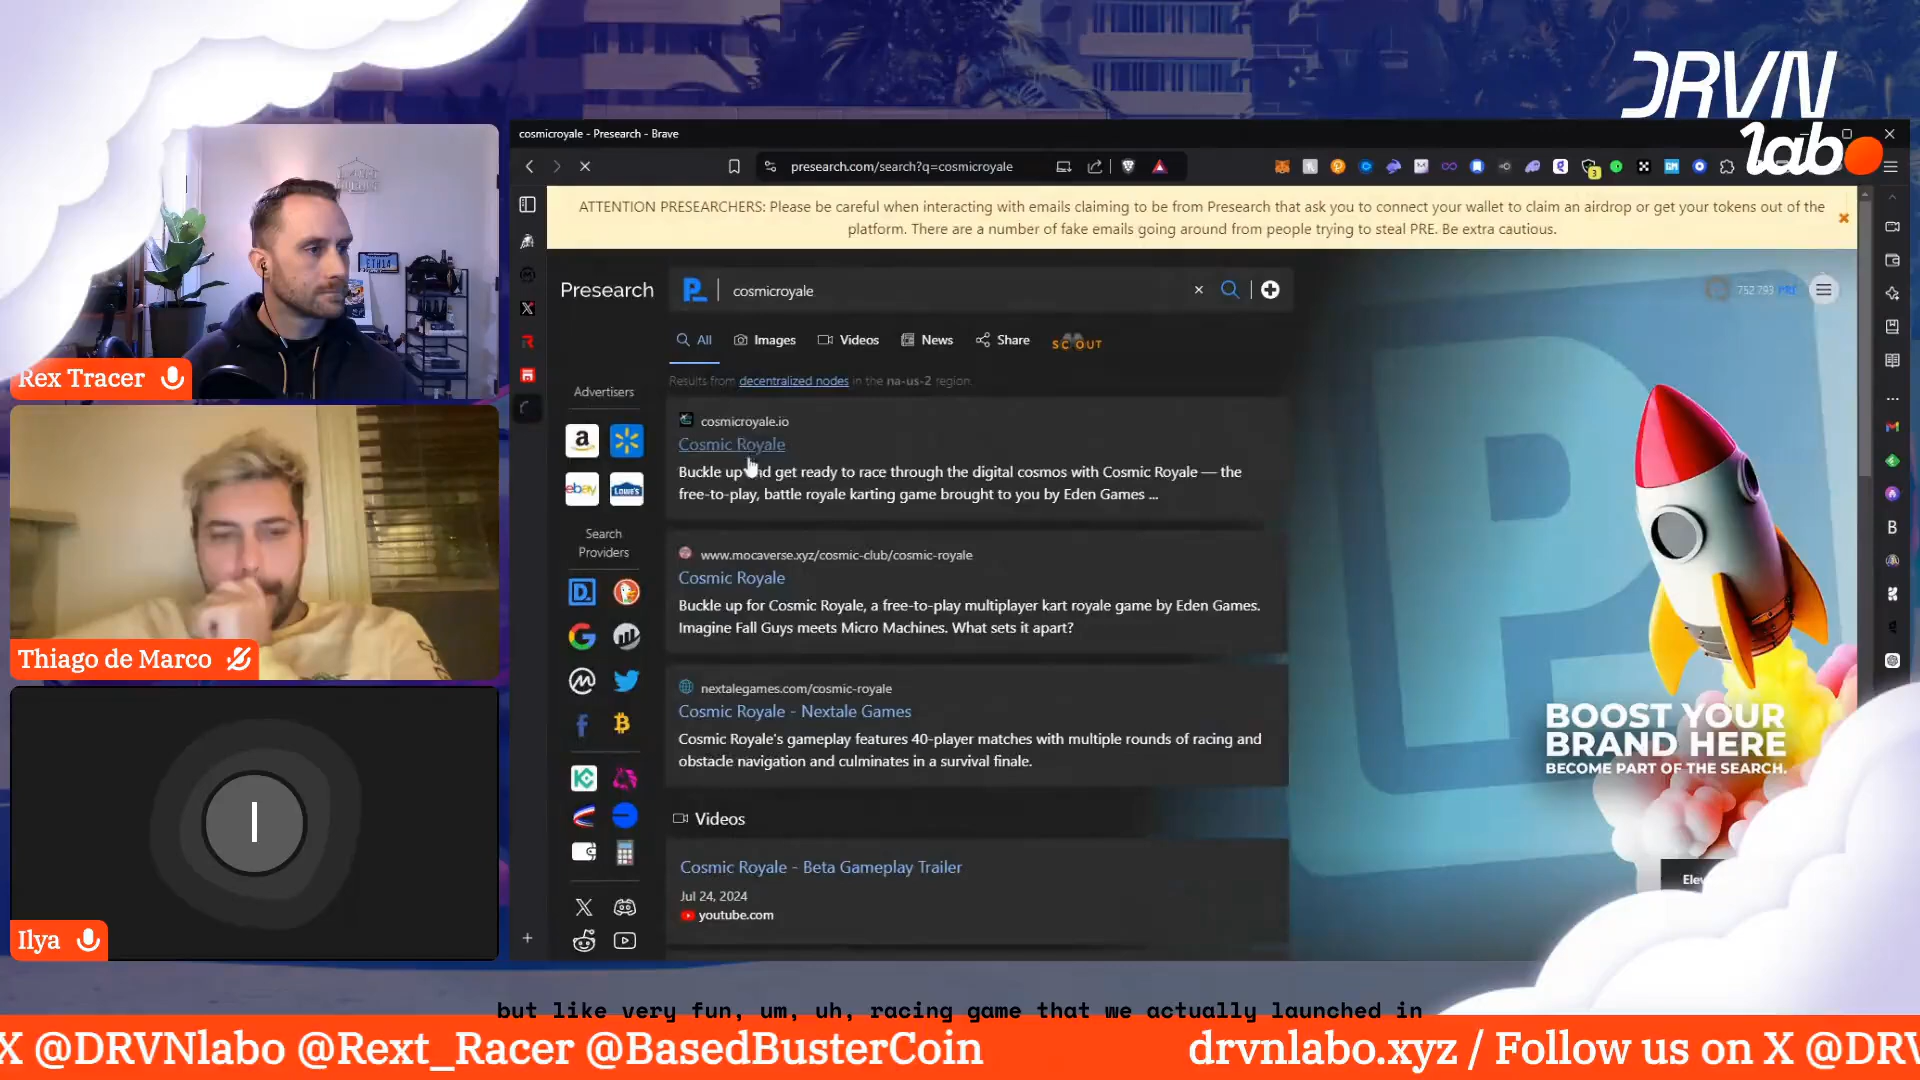 DRVN
labo
cosmicroyale - Presearch - Brave
presearch.com/search?q=cosmicroyale
ATTENTION PRESEARCHERS: Please be careful when interacting with emails claiming to be from Presearch that ask you to connect your wallet to claim an airdrop or get your tokens out of the
platform. There are a number of fake emails going around from people trying to steal PRE. Be extra cautious.
Presearch
cosmicroyale
752.793 PRE
All
Images
Videos
News
Share
SCOUT
Results from decentralized nodes in the na-us-2 region.
Advertisers
ebay
LOWE'S
Search
Providers
cosmicroyale.io
Cosmic Royale
Buckle up and get ready to race through the digital cosmos with Cosmic Royale — the
free-to-play, battle royale karting game brought to you by Eden Games ...
www.mocaverse.xyz/cosmic-club/cosmic-royale
Cosmic Royale
Buckle up for Cosmic Royale, a free-to-play multiplayer kart royale game by Eden Games.
Imagine Fall Guys meets Micro Machines. What sets it apart?
nextalegames.com/cosmic-royale
Cosmic Royale - Nextale Games
Cosmic Royale's gameplay features 40-player matches with multiple rounds of racing and
obstacle navigation and culminates in a survival finale.
Videos
Cosmic Royale - Beta Gameplay Trailer
Jul 24, 2024
youtube.com
BOOST YOUR
BRAND HERE
BECOME PART OF THE SEARCH.
ETH14
Rex Tracer
Thiago de Marco
I
Ilya
but like very fun, um, uh, racing game that we actually launched in
X @DRVNlabo @Rext_Racer @BasedBusterCoin
drvnlabo.xyz / Follow us on X @DRV